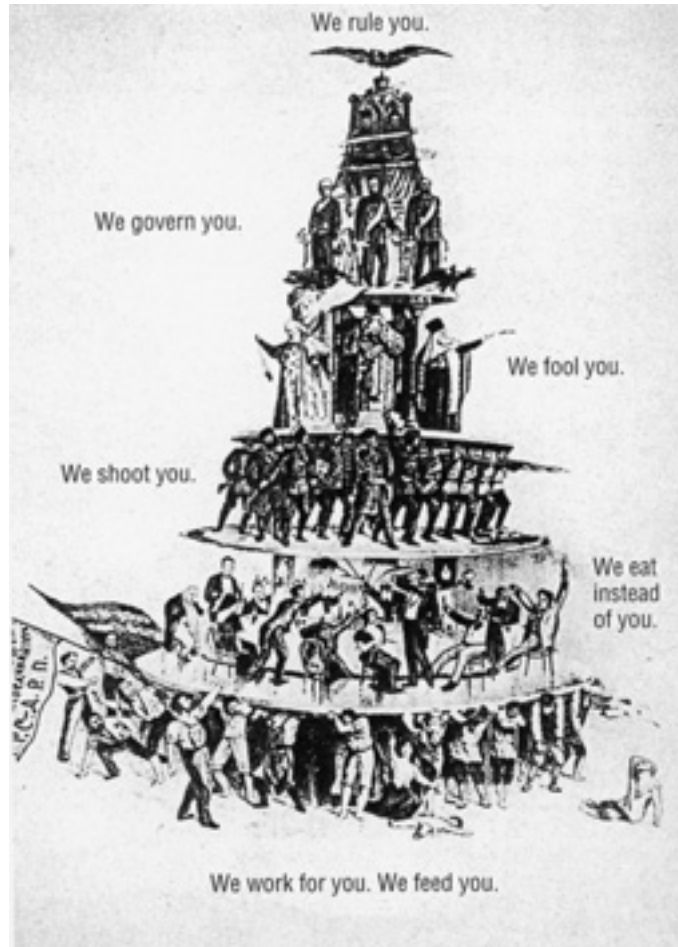 We rule you.
We govern you.
We fool you.
We shoot you.
We eat
instead
of you.
We work for you. We feed you.